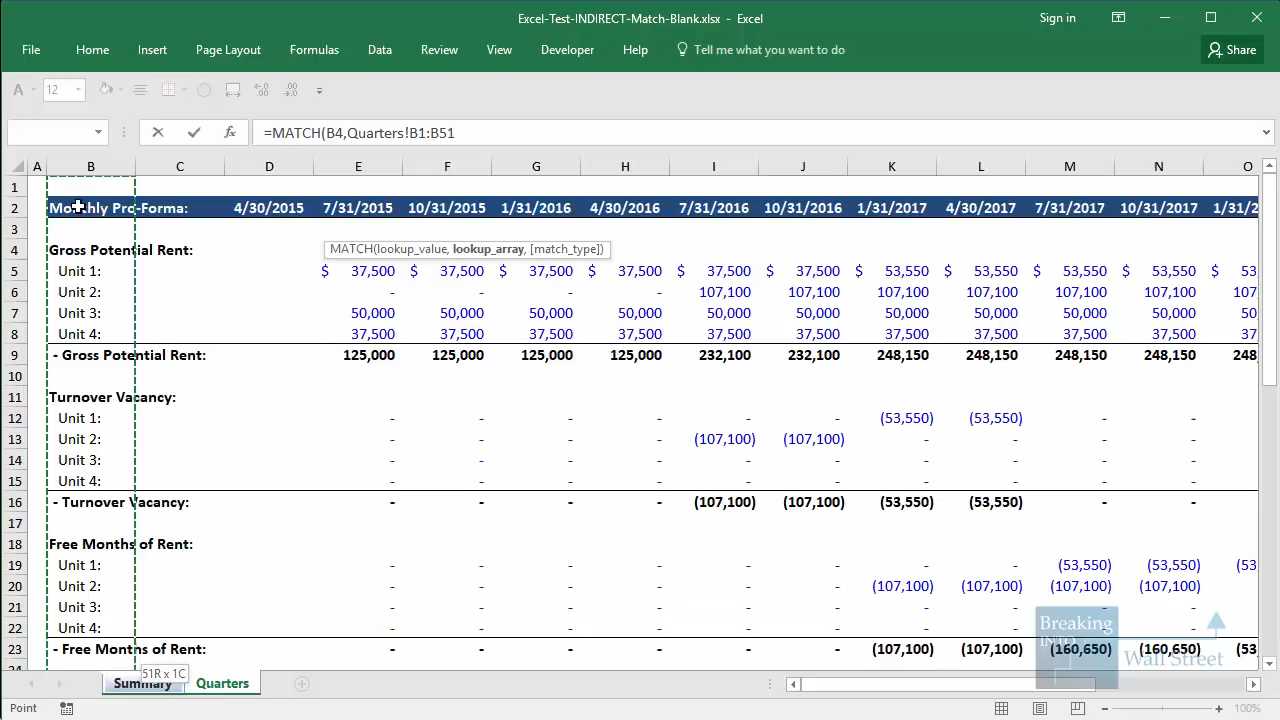 Excel-Test-INDIRECT-Match-Blank.xlsx - Excel
Sign in
File Home Insert Page Layout Formulas Data Review View Developer Help Tell me what you want to do Share
A 12
fx =MATCH(B4,Quarters!B1:B51
A B C D E F G H I J K L M N O
1
2 Monthly Pro-Forma: 4/30/2015 7/31/2015 10/31/2015 1/31/2016 4/30/2016 7/31/2016 10/31/2016 1/31/2017 4/30/2017 7/31/2017 10/31/2017 1/31/2
3
4 Gross Potential Rent: MATCH(lookup_value, lookup_array, [match_type])
5 Unit 1: $ 37,500 $ 37,500 $ 37,500 $ 37,500 $ 37,500 $ 37,500 $ 53,550 $ 53,550 $ 53,550 $ 53,550 $ 53,
6 Unit 2: - - - - 107,100 107,100 107,100 107,100 107,100 107,100 107,
7 Unit 3: 50,000 50,000 50,000 50,000 50,000 50,000 50,000 50,000 50,000 50,000 50,
8 Unit 4: 37,500 37,500 37,500 37,500 37,500 37,500 37,500 37,500 37,500 37,500 37,
9 - Gross Potential Rent: 125,000 125,000 125,000 125,000 232,100 232,100 248,150 248,150 248,150 248,150 248,
10
11 Turnover Vacancy:
12 Unit 1: - - - - - - (53,550) (53,550) - -
13 Unit 2: - - - - (107,100) (107,100) - - - -
14 Unit 3: - - - - - - - - - -
15 Unit 4: - - - - - - - - - -
16 - Turnover Vacancy: - - - - (107,100) (107,100) (53,550) (53,550) - -
17
18 Free Months of Rent:
19 Unit 1: - - - - - - - - (53,550) (53,550) (53
20 Unit 2: - - - - - - (107,100) (107,100) (107,100) (107,100)
21 Unit 3: - - - - - - - - - -
22 Unit 4: - - - - - - - - - -
23 - Free Months of Rent: - - - - - - (107,100) (107,100) (160,650) (160,650) (53
Breaking
INTO
Wall Street
51R x 1C
Summary Quarters
Point 100%